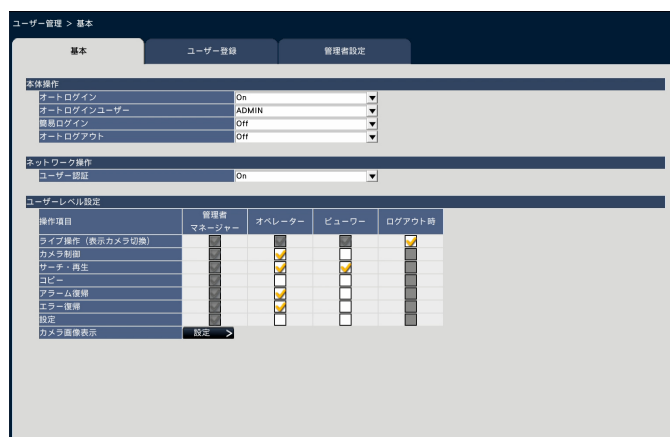 ユーザー管理 > 基本
基本 ユーザー登録 管理者設定
本体操作
オートログイン On
オートログインユーザー ADMIN
簡易ログイン Off
オートログアウト Off
ネットワーク操作
ユーザー認証 On
ユーザーレベル設定
操作項目 管理者マネージャー オペレーター ビューワー ログアウト時
ライブ操作（表示カメラ切換）
カメラ制御
サーチ・再生
コピー
アラーム復帰
エラー復帰
設定
カメラ画像表示 設定 >